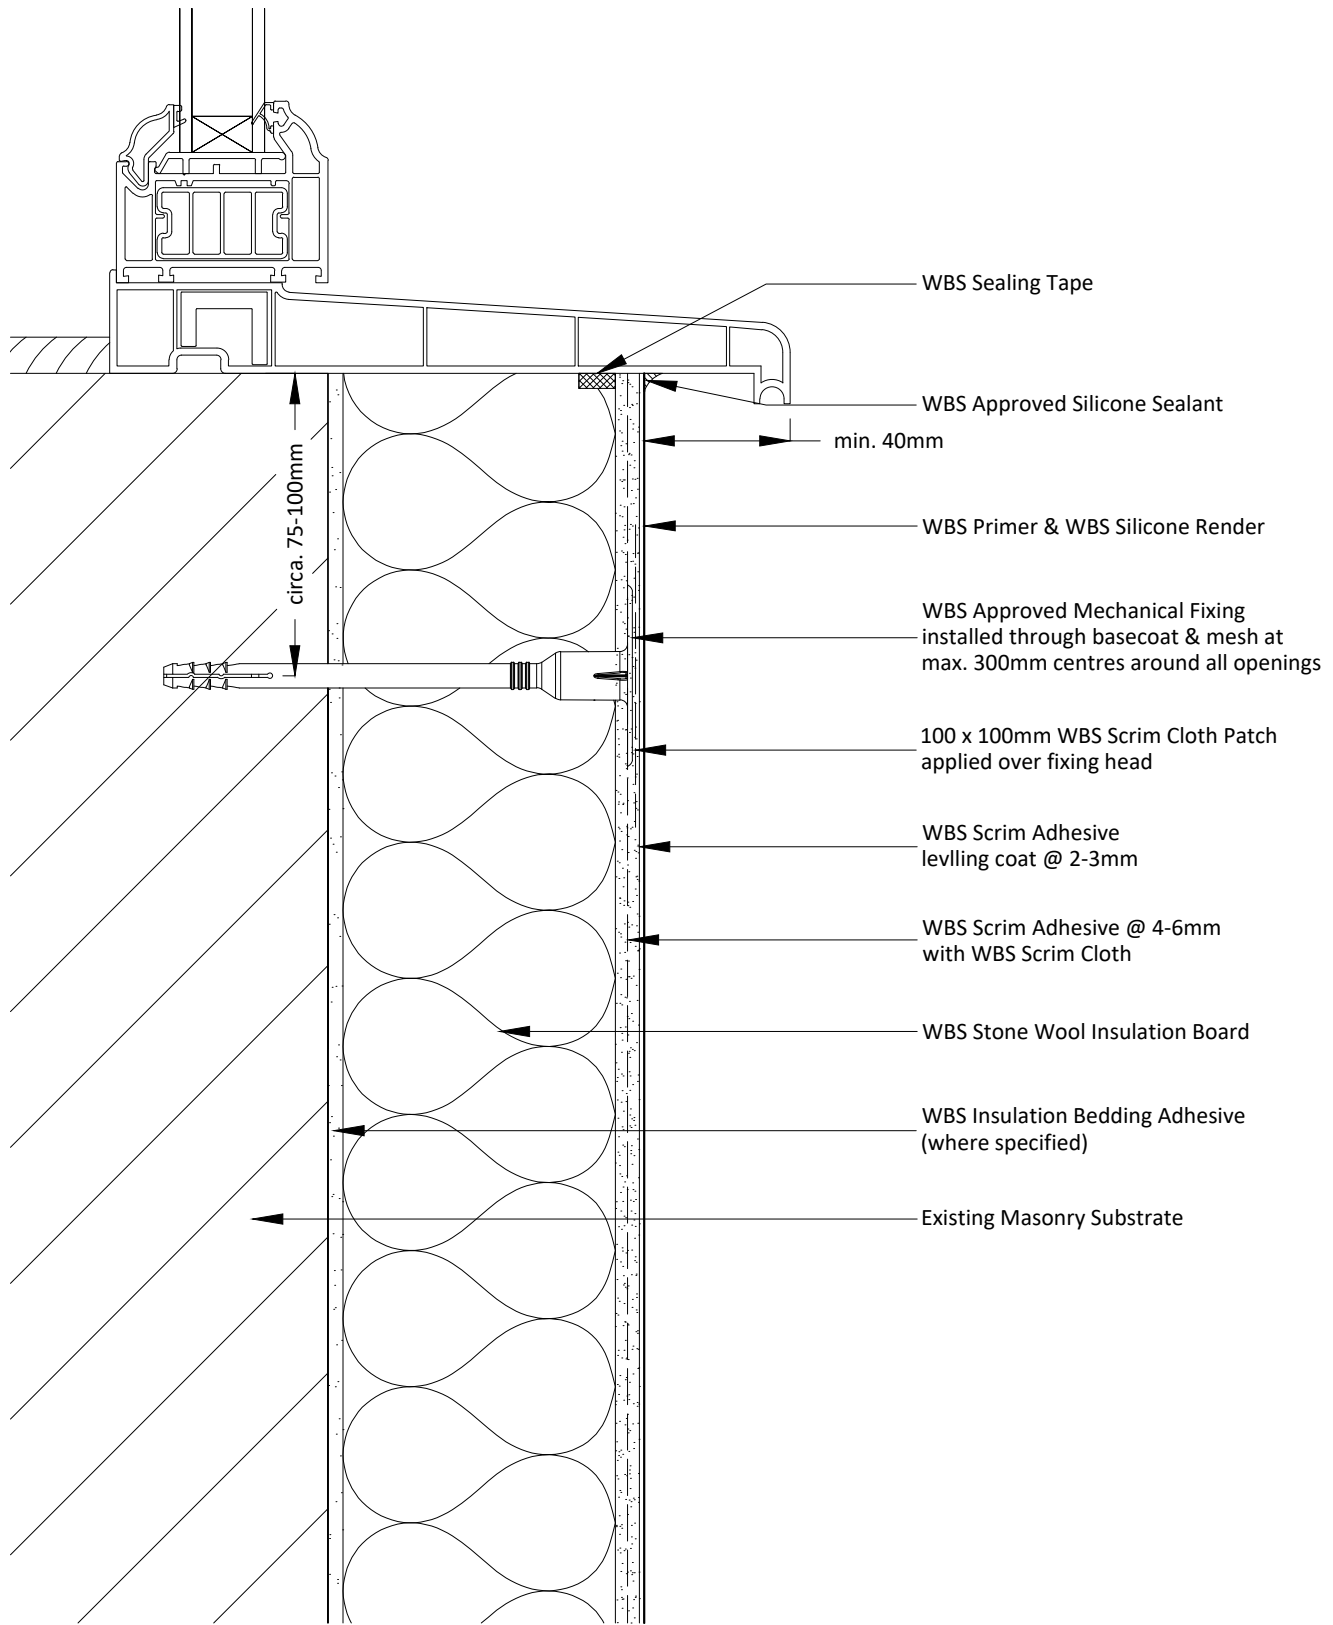 WBS Sealing Tape
WBS Approved Silicone Sealant
min. 40mm
circa. 75-100mm
WBS Primer & WBS Silicone Render
WBS Approved Mechanical Fixing
installed through basecoat & mesh at
max. 300mm centres around all openings
100 x 100mm WBS Scrim Cloth Patch
applied over fixing head
WBS Scrim Adhesive
levlling coat @ 2-3mm
WBS Scrim Adhesive @ 4-6mm
with WBS Scrim Cloth
WBS Stone Wool Insulation Board
WBS Insulation Bedding Adhesive
(where specified)
Existing Masonry Substrate